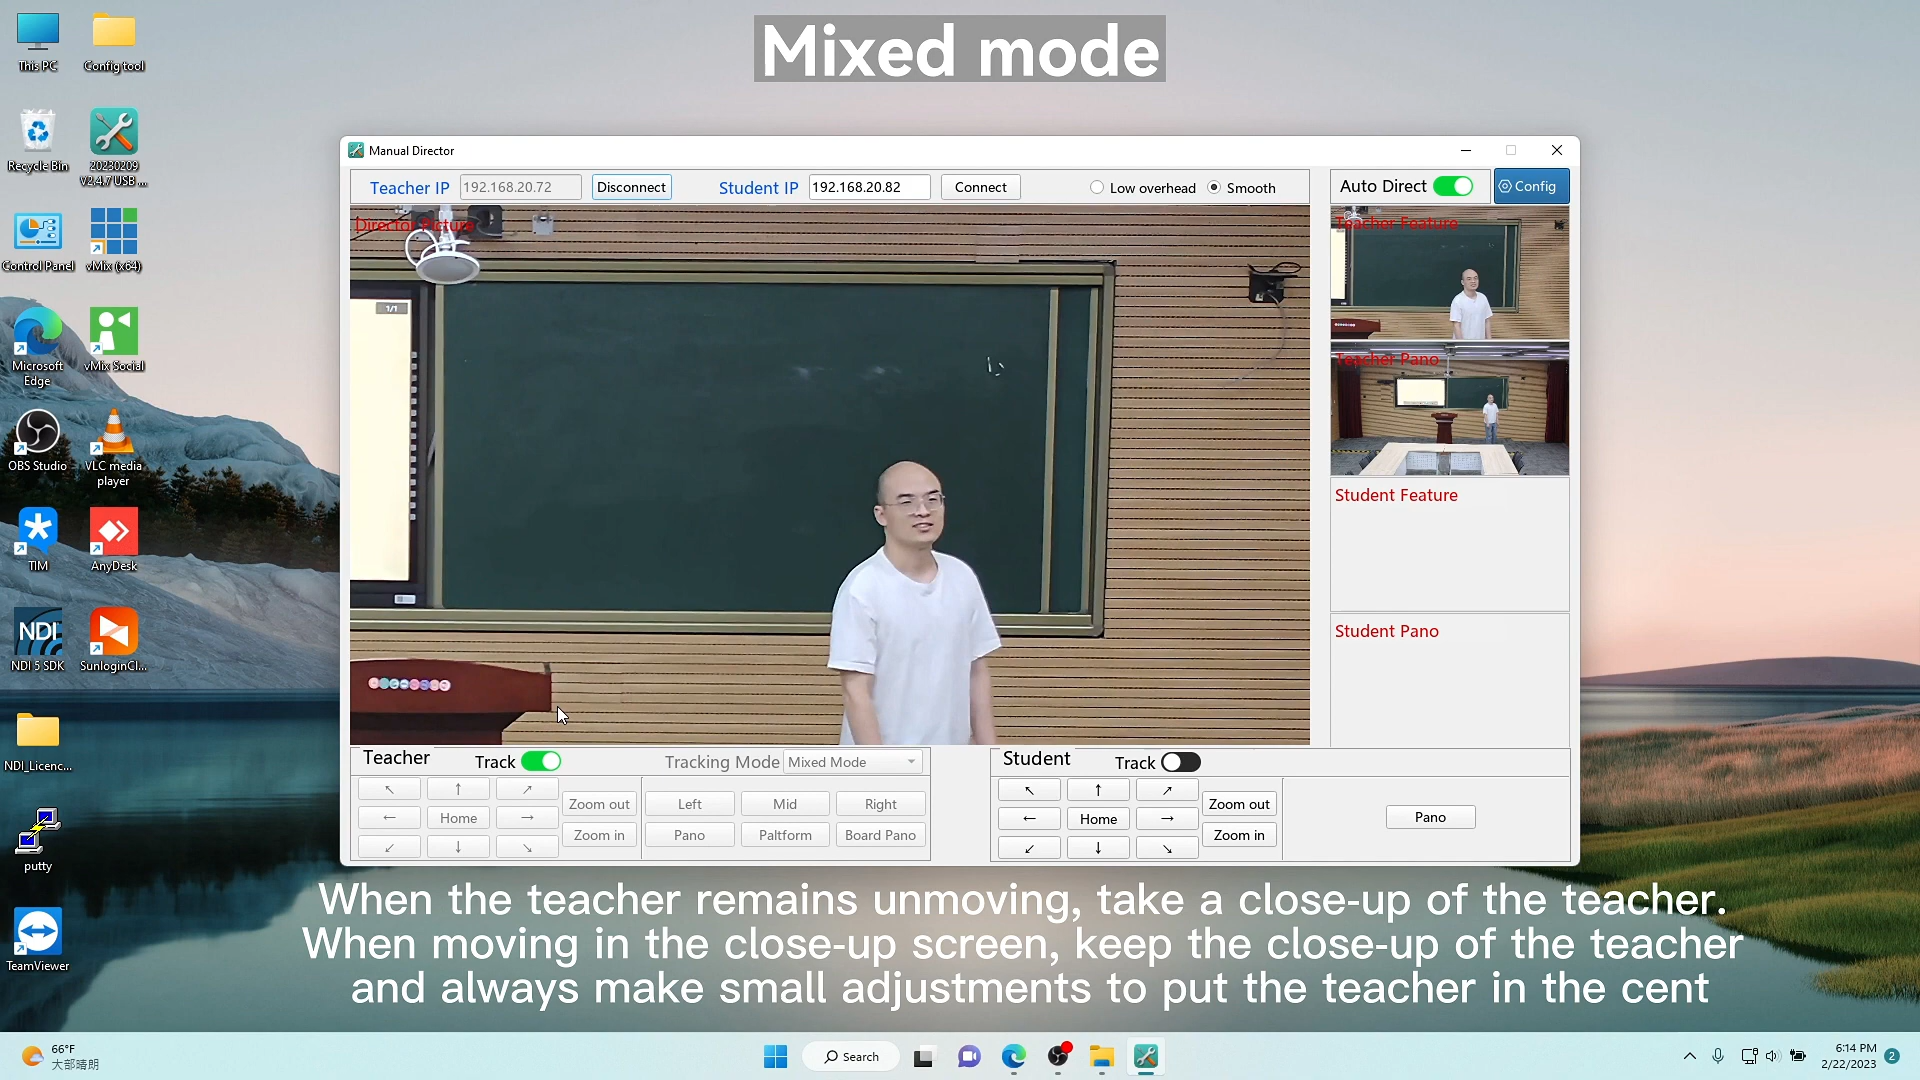 Mixed mode
This PC
Config tool
Recycle Bin
20230209
V2.4.7 USB ...
Control Panel
vMix (x64)
Microsoft
Edge
vMix Social
OBS Studio
VLC media
player
TIM
AnyDesk
NDI
NDI 5 SDK
SunloginCl...
NDI_Licenc...
putty
TeamViewer
Manual Director
Teacher IP 192.168.20.72 Disconnect Student IP 192.168.20.82 Connect Low overhead Smooth
Auto Direct Config
Director Picture
1/1
Teacher Feature
Teacher Pano
Student Feature
Student Pano
Teacher Track Tracking Mode Mixed Mode
↖ ↑ ↗
← Home →
↙ ↓ ↘
Zoom out
Zoom in
Left Mid Right
Pano Paltform Board Pano
Student Track
↖ ↑ ↗
← Home →
↙ ↓ ↘
Zoom out
Zoom in
Pano
When the teacher remains unmoving, take a close-up of the teacher.
When moving in the close-up screen, keep the close-up of the teacher
and always make small adjustments to put the teacher in the cent
66°F
大部晴朗
Search
6:14 PM
2/22/2023
2